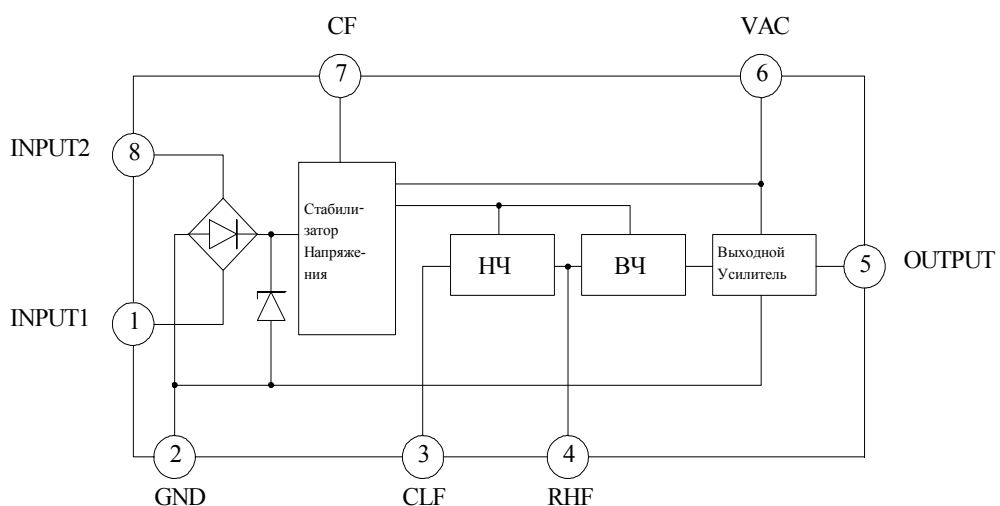 CF
VAC
7
6
INPUT2
8
Стабили-
затор
Напряже-
ния
НЧ
ВЧ
Выходной
Усилитель
5
OUTPUT
INPUT1
1
2
3
4
GND
CLF
RHF